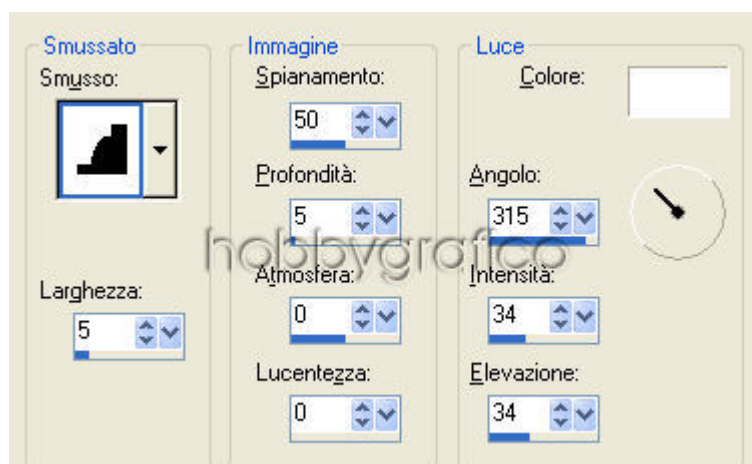 Smussato
Smusso:
Larghezza:
5
Immagine
Spianamento:
50
Profondità:
5
Atmosfera:
0
Lucentezza:
0
Luce
Colore:
Angolo:
315
Intensità:
34
Elevazione:
34
hobbygrafico